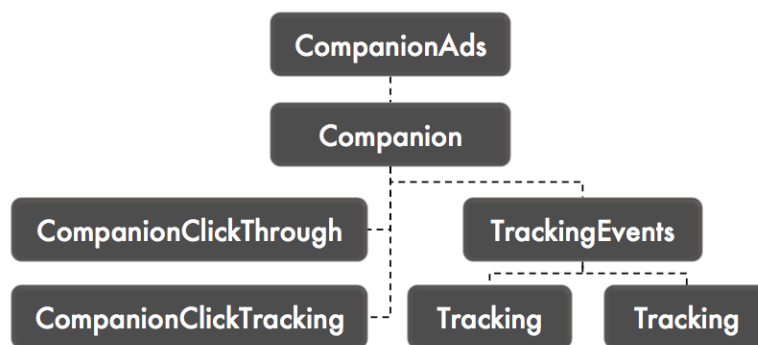 CompanionAds
Companion
CompanionClickThrough
TrackingEvents
CompanionClickTracking
Tracking
Tracking